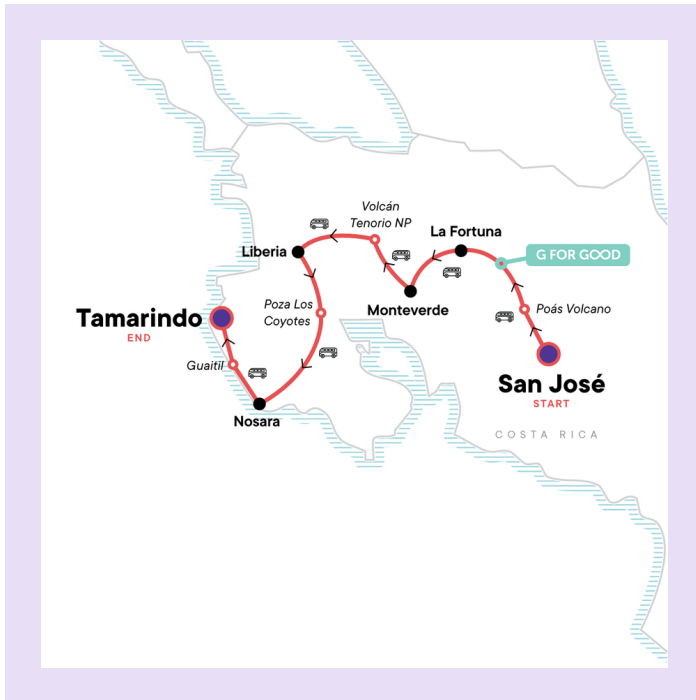 Volcán
Tenorio NP
La Fortuna
Liberia
G FOR GOOD
Poza Los
Coyotes
Monteverde
Poás Volcano
Tamarindo
END
Guaitil
San José
START
Nosara
COSTA RICA